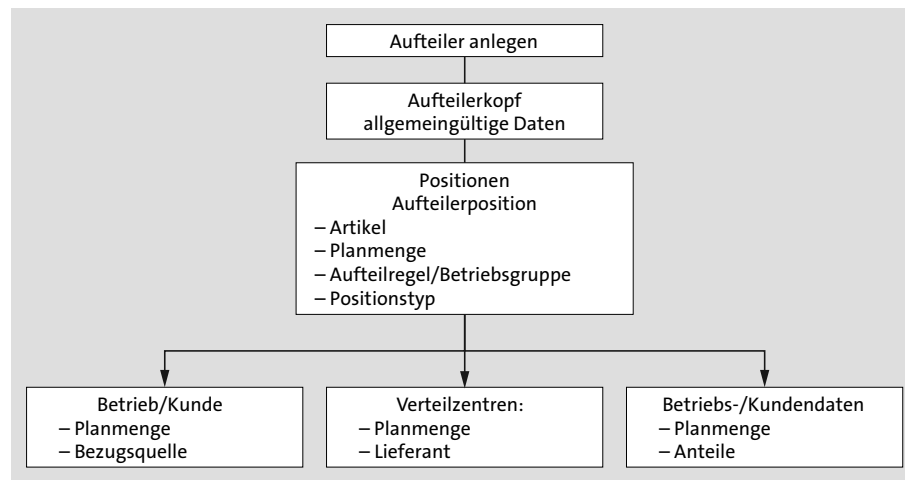 Aufteiler anlegen
Aufteilerkopf
allgemeingültige Daten
Positionen
Aufteilerposition
– Artikel
– Planmenge
– Aufteilregel/Betriebsgruppe
– Positionstyp
Betrieb/Kunde
– Planmenge
– Bezugsquelle
Verteilzentren:
– Planmenge
– Lieferant
Betriebs-/Kundendaten
– Planmenge
– Anteile